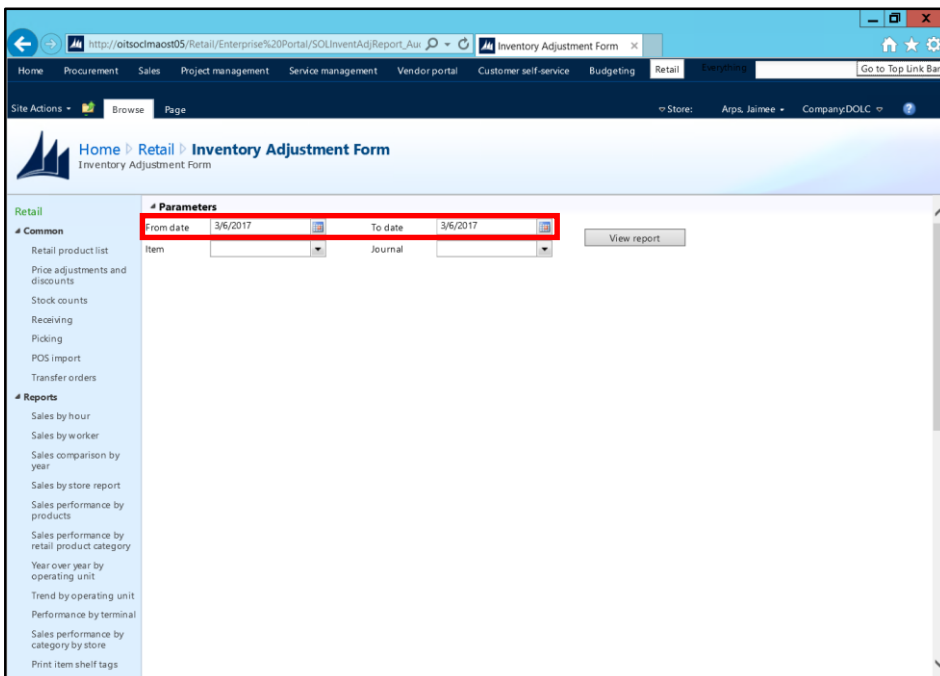 http://oitsoclmaost05/Retail/Enterprise%20Portal/SOLInventAdjReport_Au
Inventory Adjustment Form
Home Procurement Sales Project management Service management Vendor portal Customer self-service Budgeting Retail Everything Go to Top Link Bar
Site Actions Browse Page Store: Arps, Jaimee Company:DOLC
Home Retail Inventory Adjustment Form
Inventory Adjustment Form
Retail
Common
Retail product list
Price adjustments and
discounts
Stock counts
Receiving
Picking
POS import
Transfer orders
Reports
Sales by hour
Sales by worker
Sales comparison by
year
Sales by store report
Sales performance by
products
Sales performance by
retail product category
Year over year by
operating unit
Trend by operating unit
Performance by terminal
Sales performance by
category by store
Print item shelf tags
Parameters
From date 3/6/2017 To date 3/6/2017
View report
Item Journal